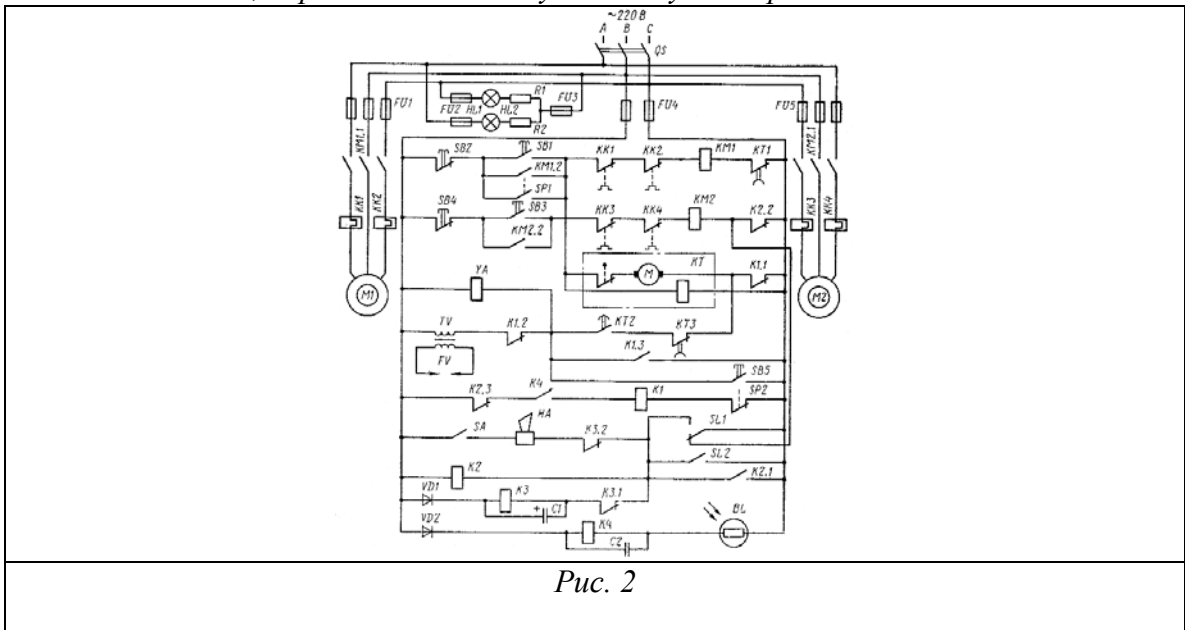 ~220 В
A B C
QS
FU1
FU2 HL1 HL2 R1
R2
FU3
FU4
FU5
KM1.1
KM2.1
SB2 SB1 KK1 KK2 KM1 KT1
KM1.2
SP1
KK1 KK2
SB4 SB3 KK3 KK4 KM2 K2.2
KM2.2
KK3 KK4
KT
M
K1.1
M1
M2
YA
TV K1.2 KT2 KT3
FV
K1.3
SB5
K2.3 K4 K1 SP2
SA HA K3.2 SL1
SL2
K2 K2.1
VD1 K3 K3.1
+ C1
VD2 K4 BL
C2
Рис. 2